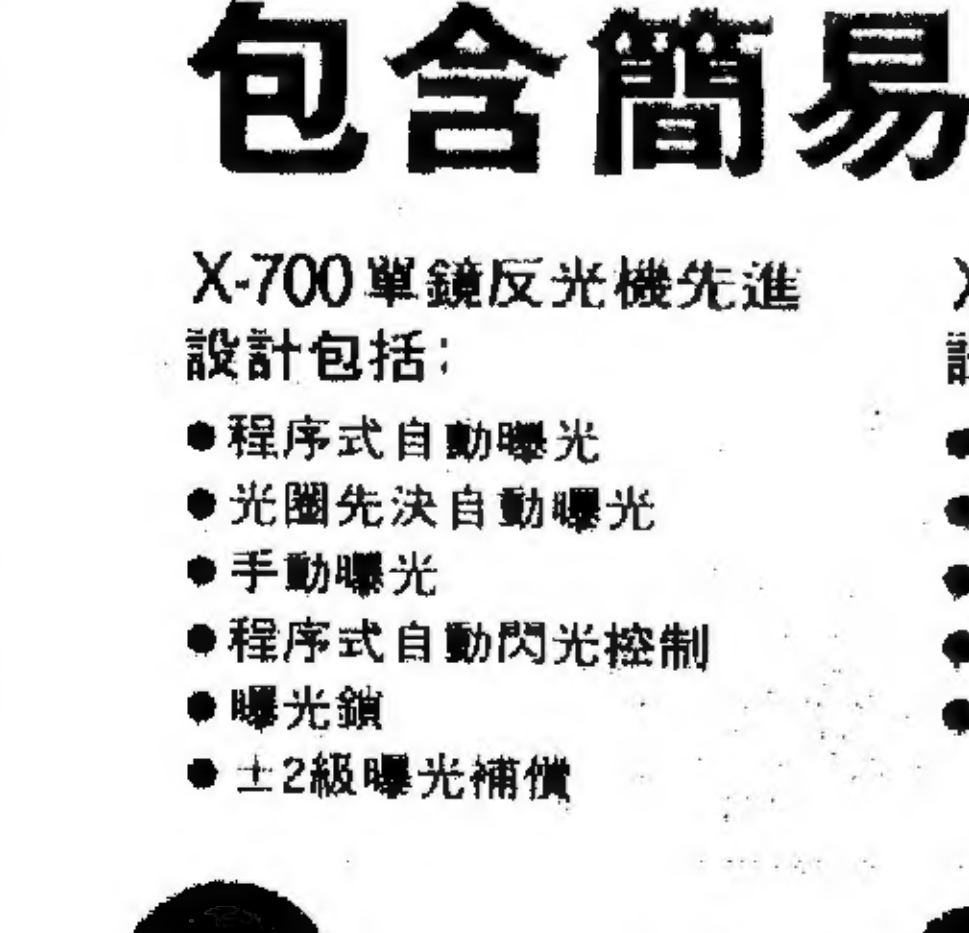 包含簡易
X-700單鏡反光機先進
設計包括：
●程序式自動曝光
●光圈先決自動曝光
●手動曝光
●程序式自動閃光控制
●曝光鎖
●±2級曝光補償